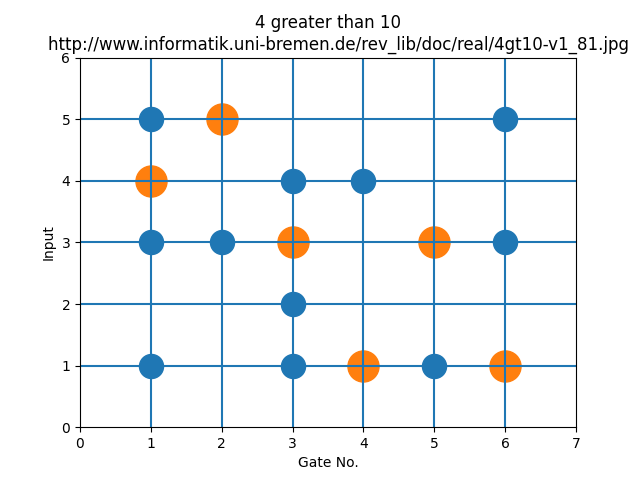 4 greater than 10
http://www.informatik.uni-bremen.de/rev_lib/doc/real/4gt10-v1_81.jpg
6
5
4
3
2
1
0
Input
0 1 2 3 4 5 6 7
Gate No.